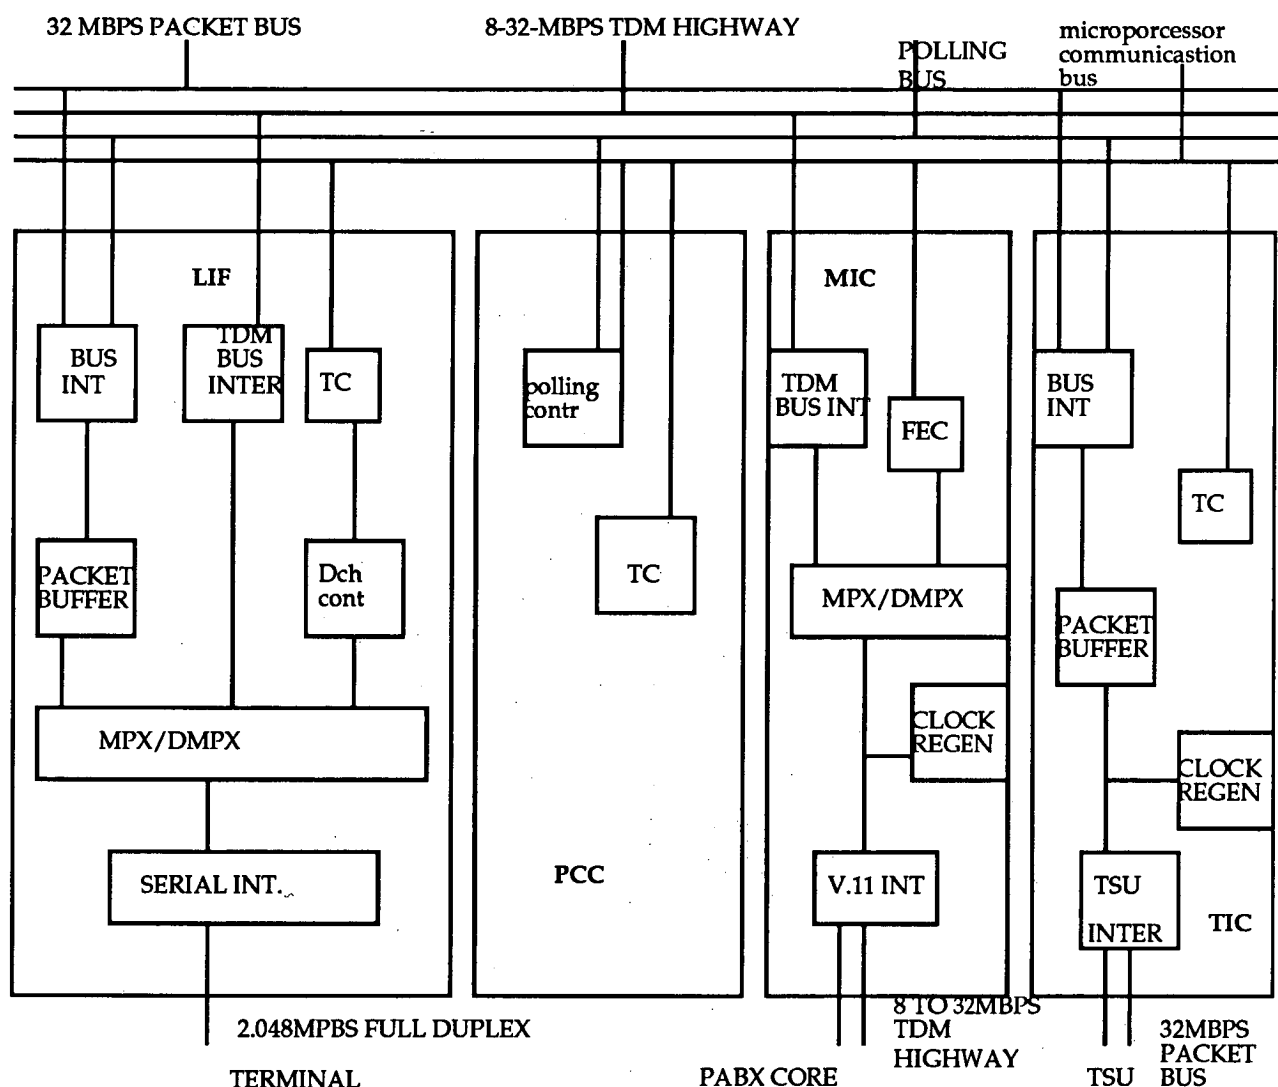 32 MBPS PACKET BUS
8-32-MBPS TDM HIGHWAY
POLLING
BUS
microporcessor
communicastion
bus
LIF
BUS
INT
TDM
BUS
INTER
TC
PACKET
BUFFER
Dch
cont
MPX/DMPX
SERIAL INT.
2.048MPBS FULL DUPLEX
TERMINAL
polling
contr
TC
PCC
MIC
TDM
BUS INT
FEC
MPX/DMPX
CLOCK
REGEN
V.11 INT
8 TO 32MBPS
TDM
HIGHWAY
PABX CORE
BUS
INT
TC
PACKET
BUFFER
CLOCK
REGEN
TSU
INTER
TIC
TSU
32MBPS
PACKET
BUS